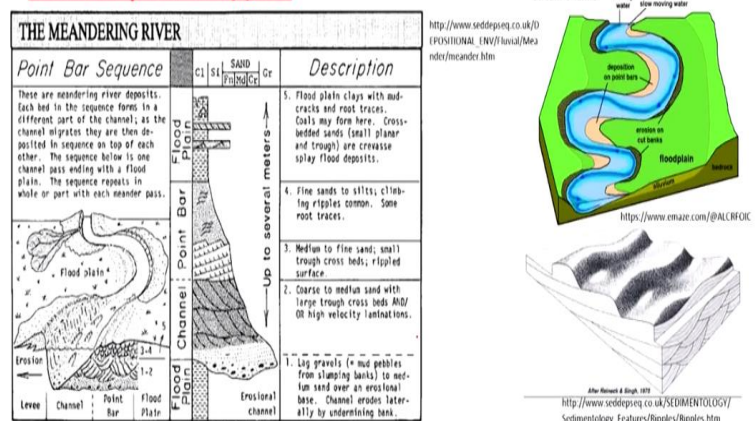 THE MEANDERING RIVER
Point Bar Sequence
These are meandering river deposits.
Each bed in the sequence forms in a
different part of the channel; as the
channel migrates they are then de-
posited in sequence on top of each
other. The sequence below is one
channel pass ending with a flood
plain. The sequence repeats in
whole or part with each meander pass.
Flood plain
Erosion
3-4
1-2
5
Levee
Channel
Point
Bar
Flood
Plain
Cl
Si
SAND
Fn
Md
Cr
Gr
Flood
Plain
Point Bar
Channel
Flood
Plain
Up to several meters
Erosional
channel
Description
5. Flood plain clays with mud-
cracks and root traces.
Coals may form here. Cross-
bedded sands (small planar
and trough) are crevasse
splay flood deposits.
4. Fine sands to silts; climb-
ing ripples common. Some
root traces.
3. Medium to fine sand; small
trough cross beds; rippled
surface.
2. Coarse to medium sand with
large trough cross beds AND/
OR high velocity laminations.
1. Lag gravels (= mud pebbles
from slumping banks) to med-
ium sand over an erosional
base. Channel erodes later-
ally by undermining bank.
http://www.seddepseq.co.uk/D
EPOSITIONAL_ENV/Fluvial/Mea
nder/meander.htm
water
slow moving water
deposition
on point bars
erosion on
cut banks
floodplain
alluvium
bedrock
https://www.emaze.com/@ALCRFOIC
After Reineck & Singh, 1975
http://www.seddepseq.co.uk/SEDIMENTOLOGY/
Sedimentology_Features/Ripples/Ripples.htm